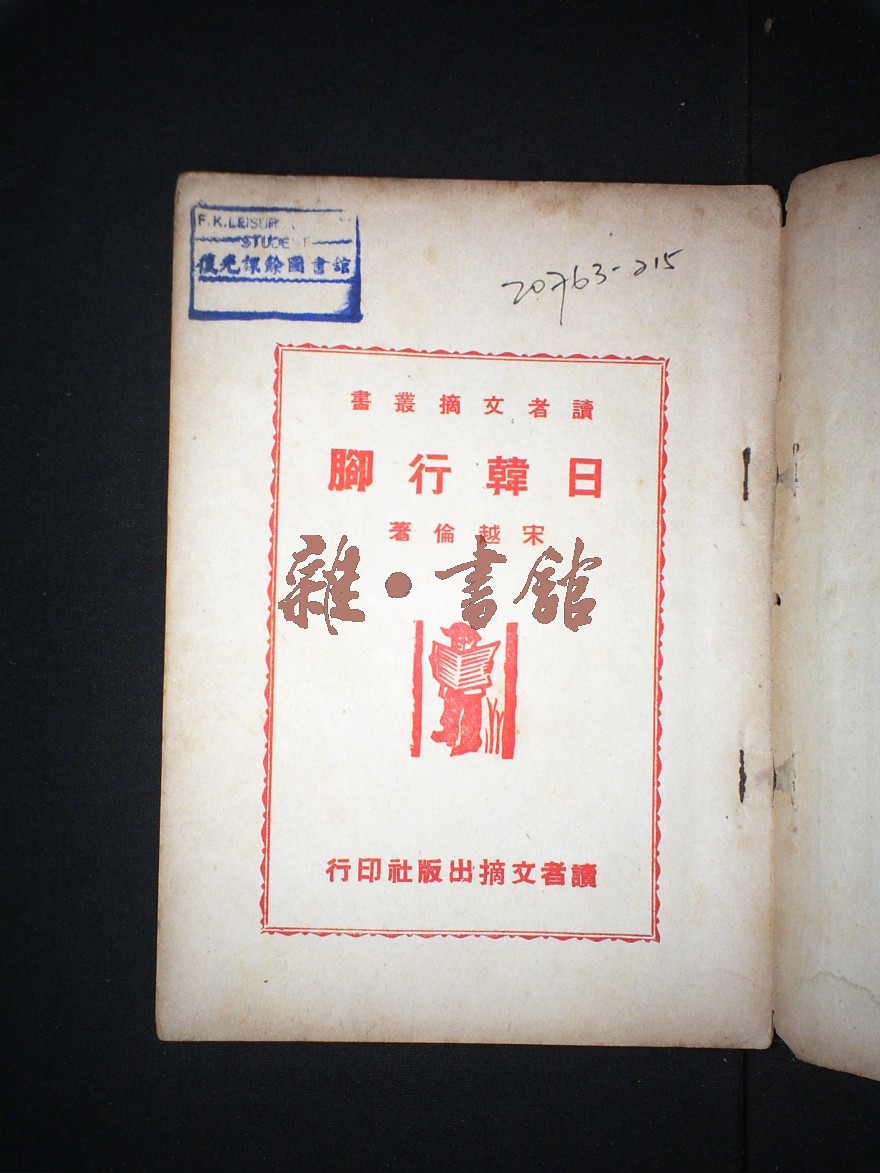 F.K.LEISUR
STUDENT
復光課餘圖書館
20763-215
讀者文摘叢書
日韓行腳
宋越倫著
雜·書館
讀者文摘出版社印行